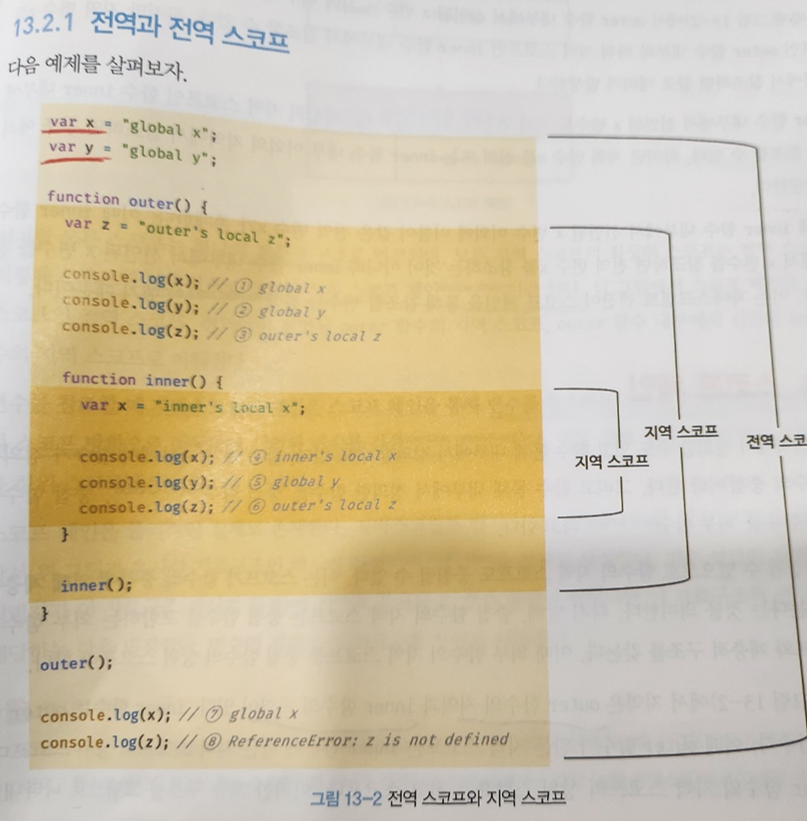 13.2.1 전역과 전역 스코프
다음 예제를 살펴보자.
var x = "global x";
var y = "global y";
function outer() {
var z = "outer's local z";
console.log(x); // ① global x
console.log(y); // ② global y
console.log(z); // ③ outer's local z
function inner() {
var x = "inner's local x";
console.log(x); // ④ inner's local x
console.log(y); // ⑤ global y
console.log(z); // ⑥ outer's local z
}
inner();
}
outer();
console.log(x); // ⑦ global x
console.log(z); // ⑧ ReferenceError: z is not defined
지역 스코프
지역 스코프
전역 스코
그림 13-2 전역 스코프와 지역 스코프